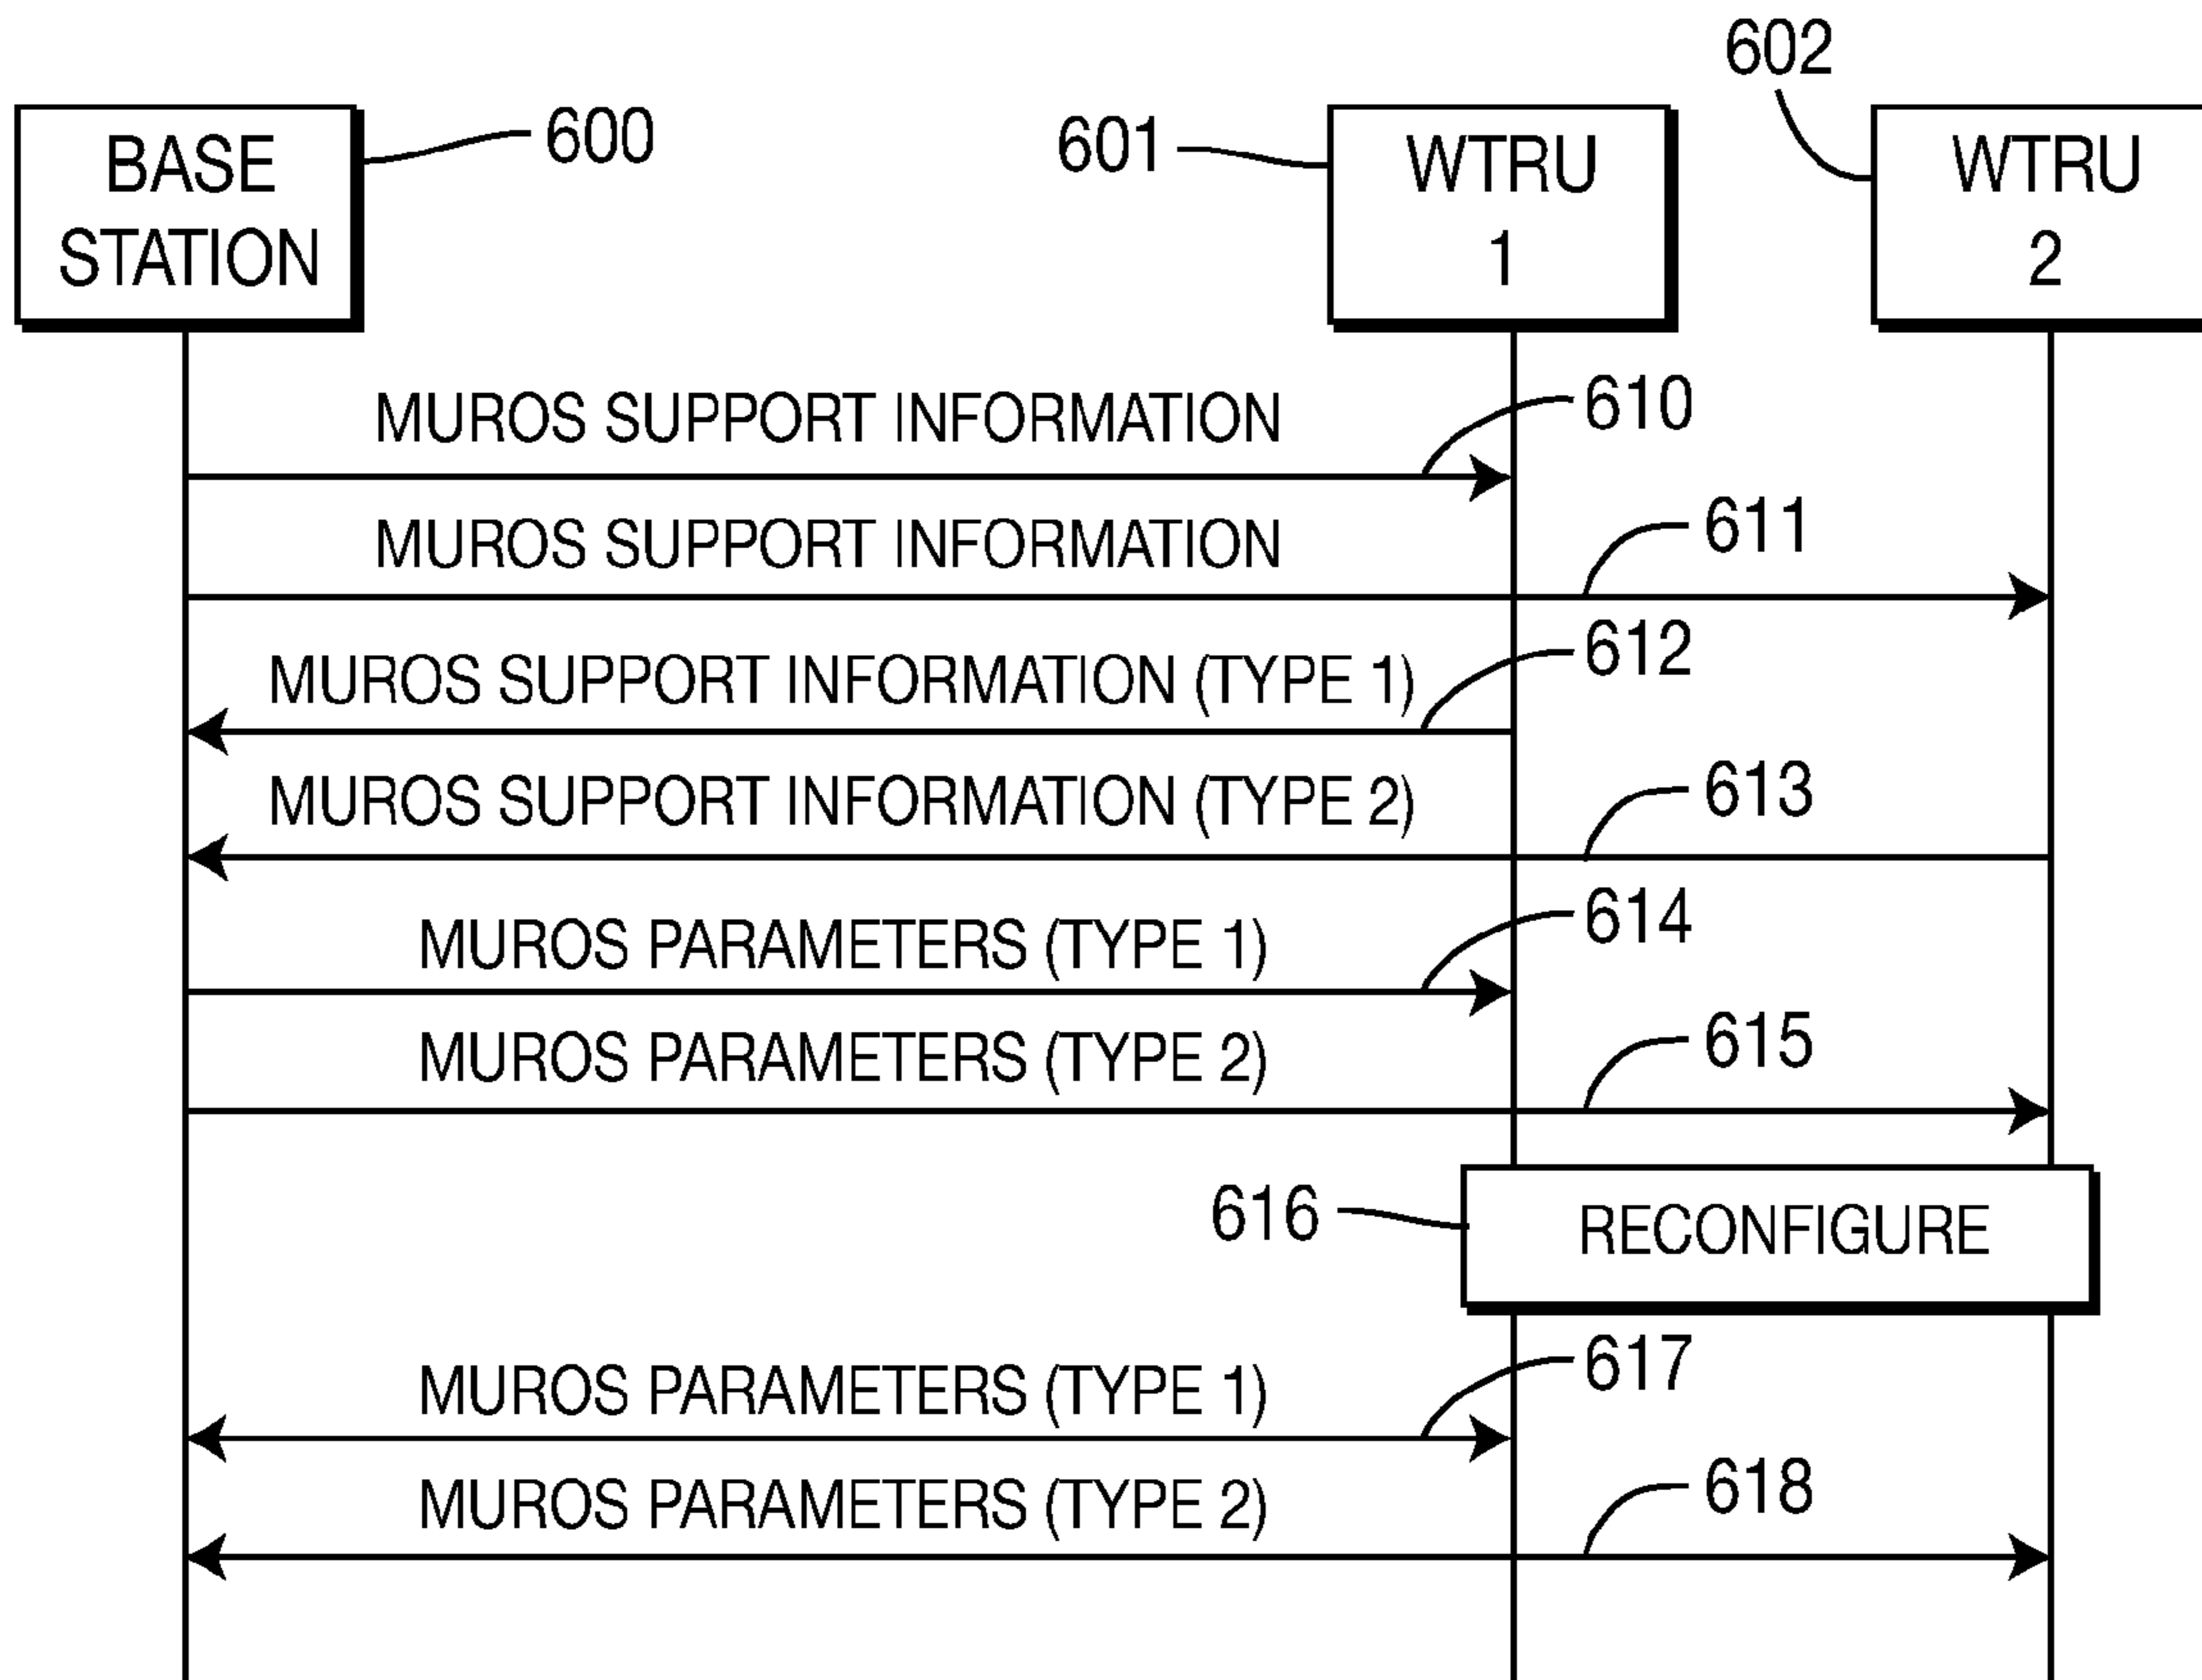 602
BASE
STATION
600
601
WTRU
1
WTRU
2
MUROS SUPPORT INFORMATION
610
MUROS SUPPORT INFORMATION
611
MUROS SUPPORT INFORMATION (TYPE 1)
612
MUROS SUPPORT INFORMATION (TYPE 2)
613
MUROS PARAMETERS (TYPE 1)
614
MUROS PARAMETERS (TYPE 2)
615
616
RECONFIGURE
MUROS PARAMETERS (TYPE 1)
617
MUROS PARAMETERS (TYPE 2)
618